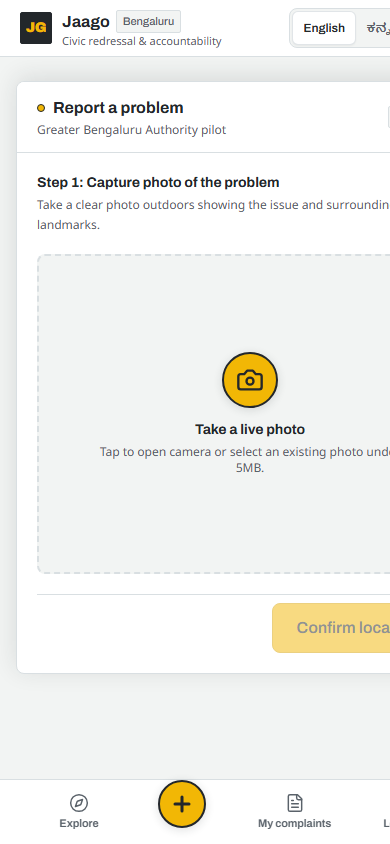 JG
Jaago
Bengaluru
Civic redressal & accountability
English
ಕನ್ನ
Report a problem
Greater Bengaluru Authority pilot
Step 1: Capture photo of the problem
Take a clear photo outdoors showing the issue and surroundin
landmarks.
Take a live photo
Tap to open camera or select an existing photo unde
5MB.
Confirm loca
Explore
My complaints
L